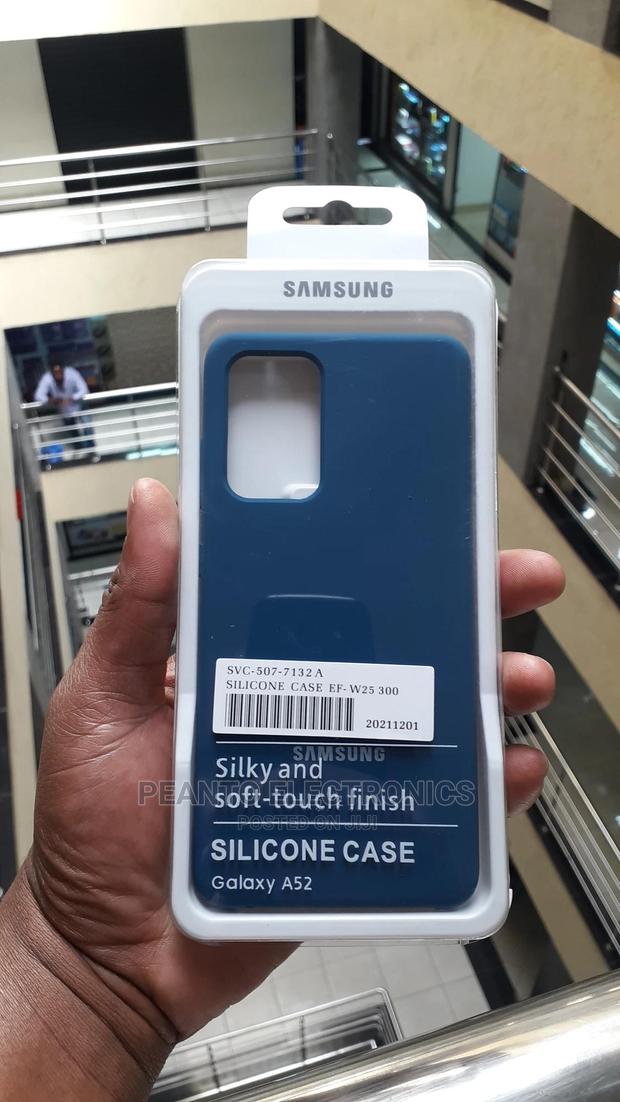 SAMSUNG
SVC-507-7132 A
SILICONE CASE EF-W25 300
20211201
SAMSUNG
Silky and
soft-touch finish
PEANTO ELECTRONICS
POSTED ON JIJI
SILICONE CASE
Galaxy A52